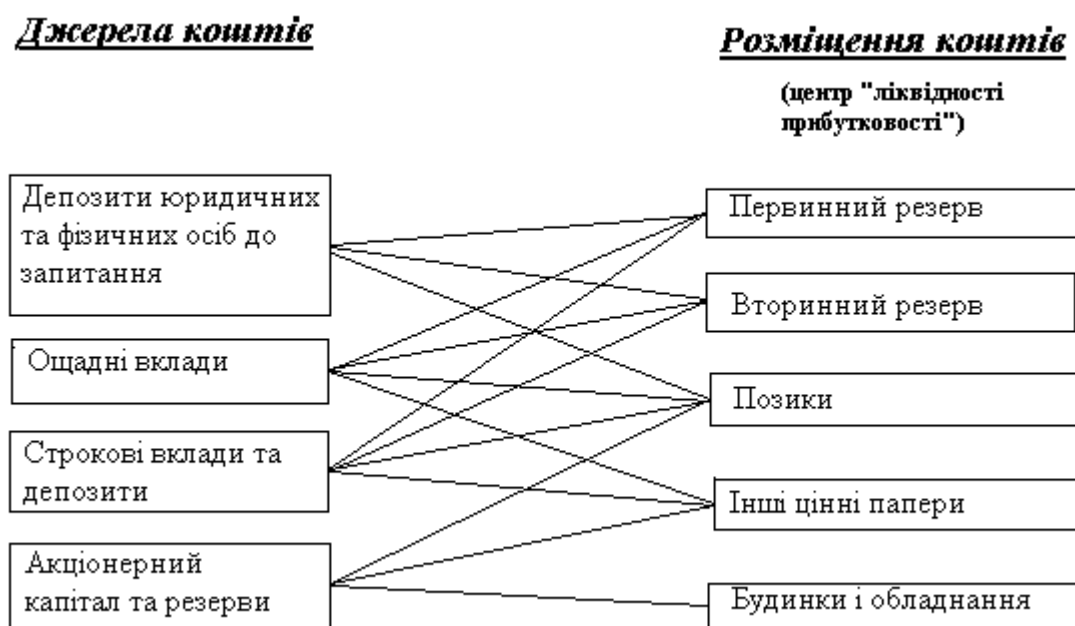 Джерела коштів
Розміщення коштів
(центр "ліквідності
прибутковості")
Депозити юридичних
та фізичних осіб до
запитання
Ощадні вклади
Строкові вклади та
депозити
Акціонерний
капітал та резерви
Первинний резерв
Вторинний резерв
Позики
Інші цінні папери
Будинки і обладнання